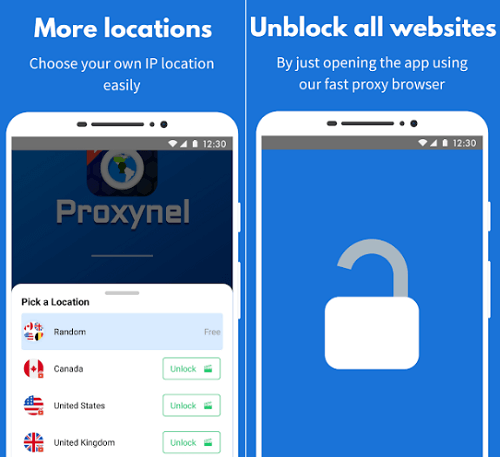 More locations
Choose your own IP location
easily
12:30
Proxynel
Pick a Location
Random Free
Canada Unlock
United States Unlock
United Kingdom Unlock
Unblock all websites
By just opening the app using
our fast proxy browser
12:30